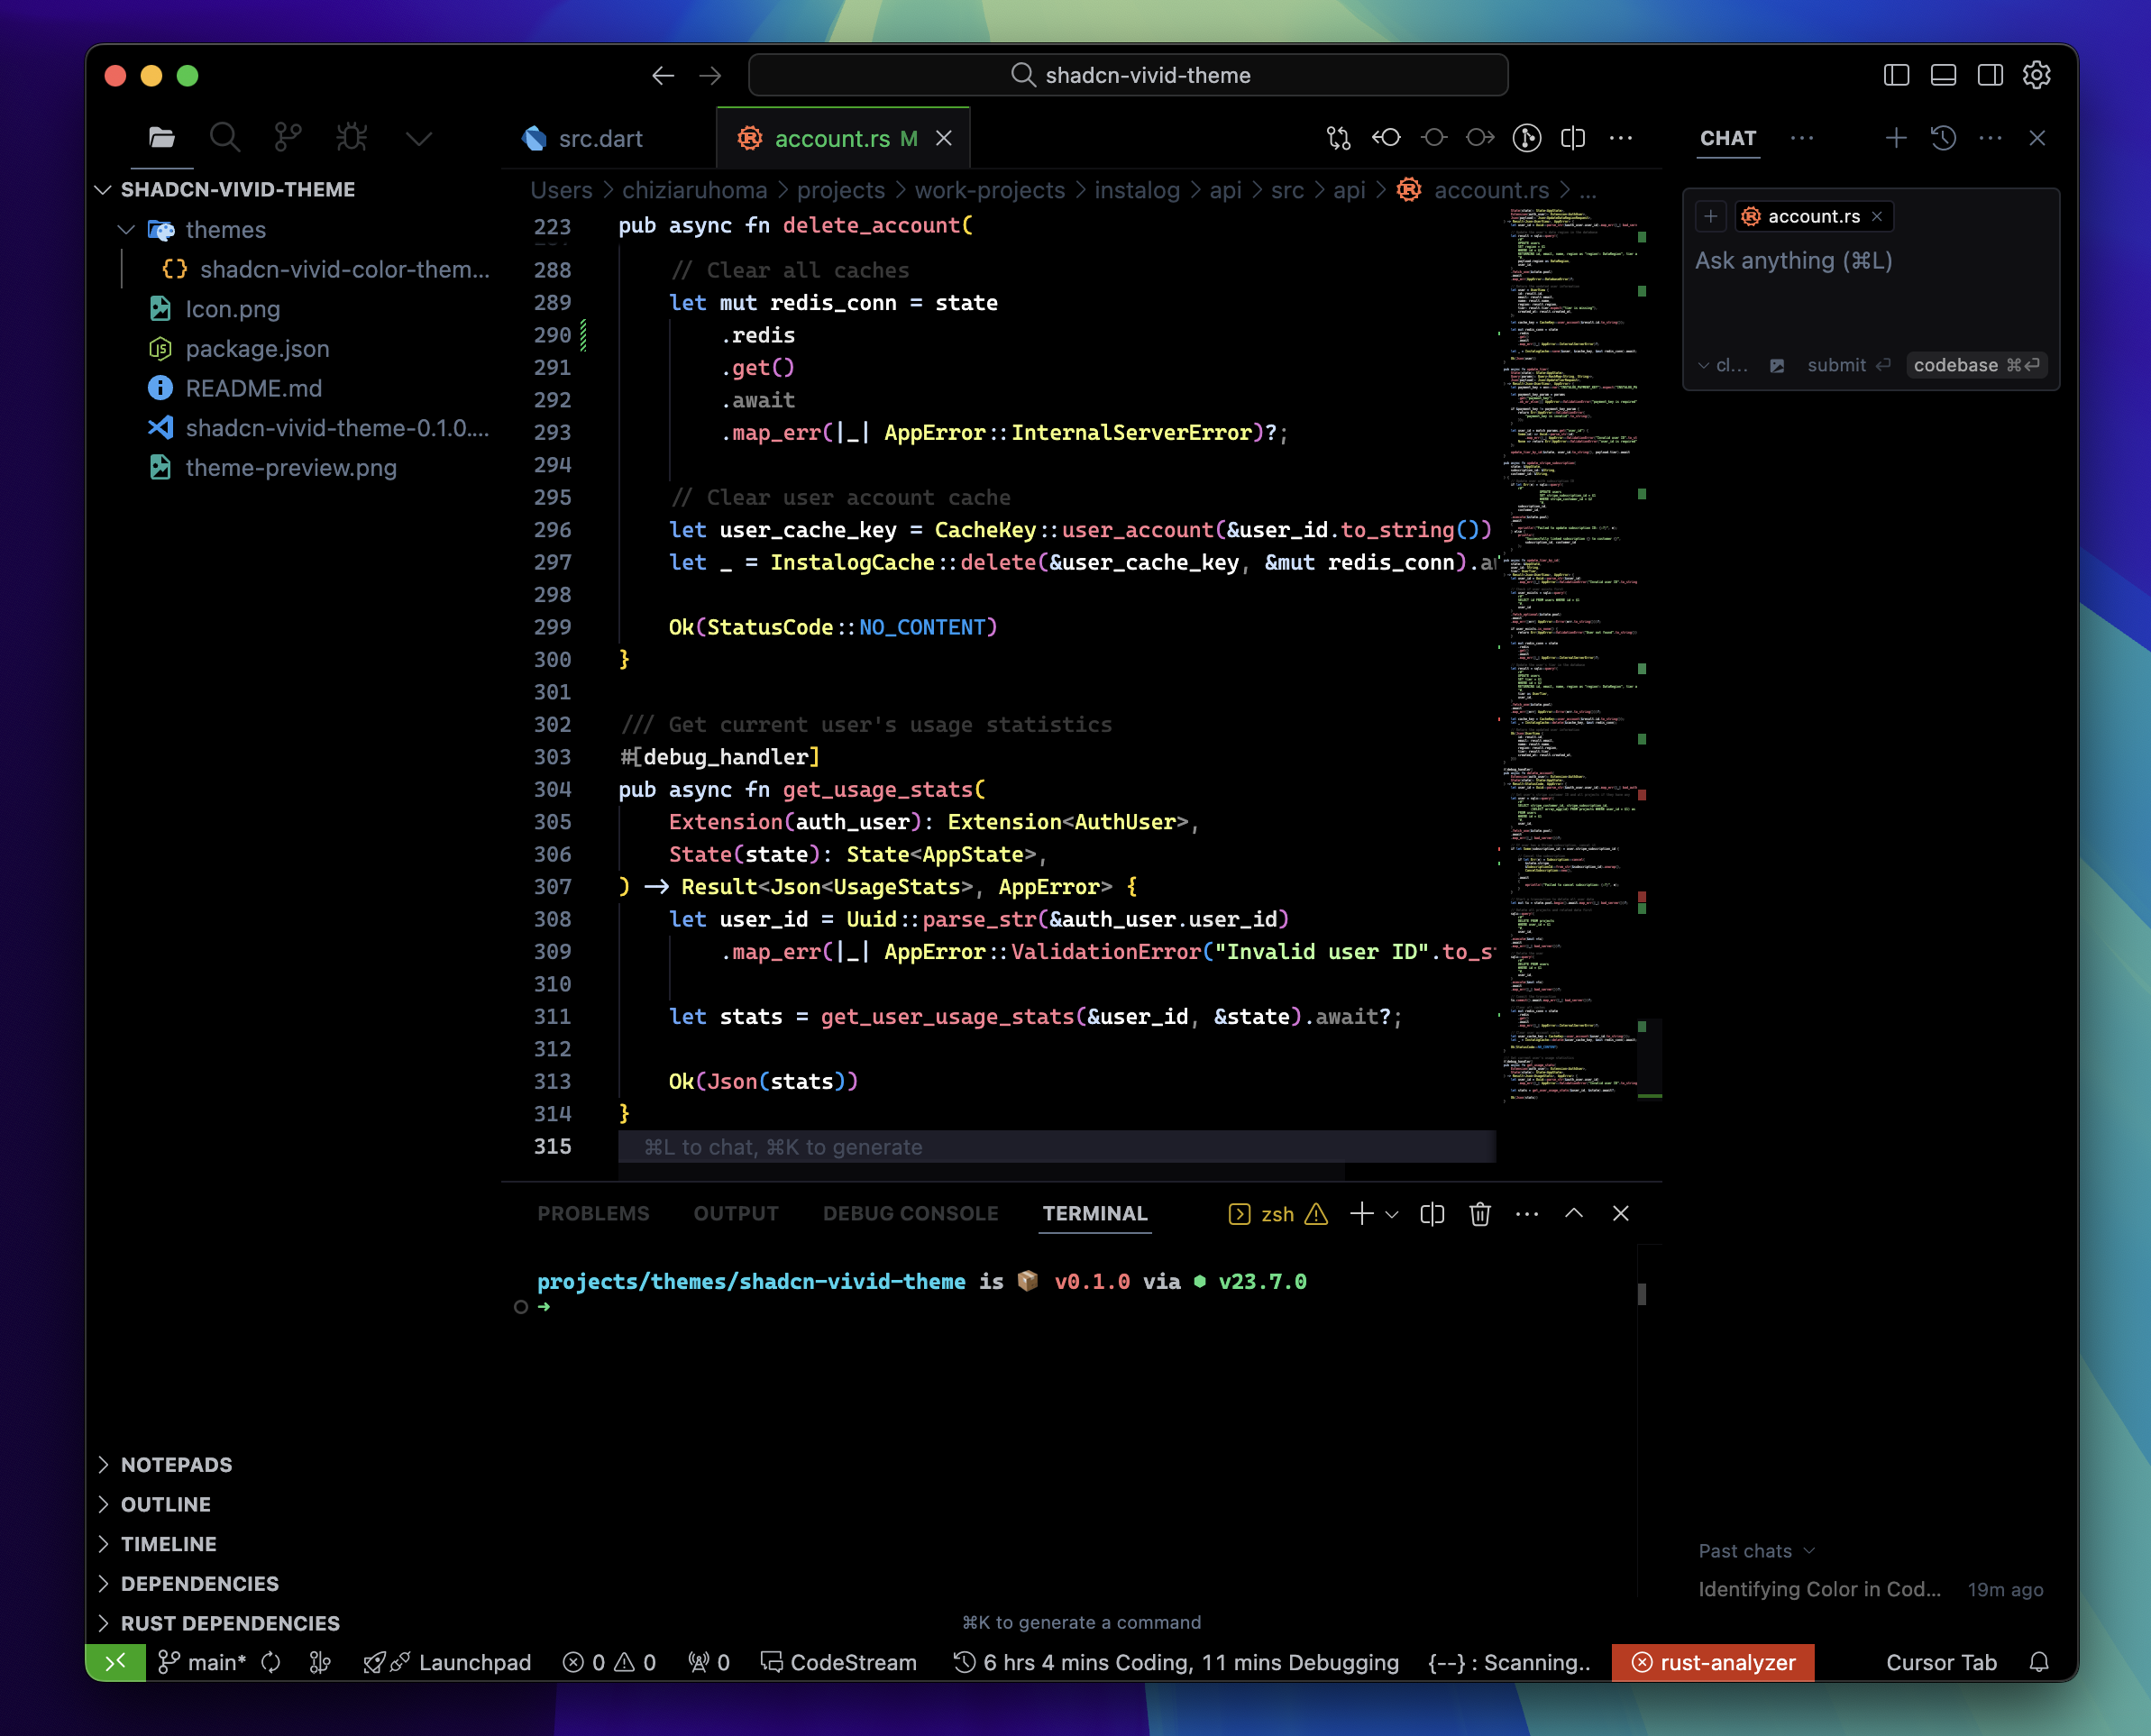 shadcn-vivid-theme
src.dart
account.rs M
CHAT
SHADCN-VIVID-THEME
themes
shadcn-vivid-color-them...
Icon.png
package.json
README.md
shadcn-vivid-theme-0.1.0....
theme-preview.png
Users > chiziaruhoma > projects > work-projects > instalog > api > src > api > account.rs > ...
223 pub async fn delete_account(
288 // Clear all caches
289 let mut redis_conn = state
290 .redis
291 .get()
292 .await
293 .map_err(|_| AppError::InternalServerError)?;
294
295 // Clear user account cache
296 let user_cache_key = CacheKey::user_account(&user_id.to_string())
297 let _ = InstalogCache::delete(&user_cache_key, &mut redis_conn).a
298
299 Ok(StatusCode::NO_CONTENT)
300 }
301
302 /// Get current user's usage statistics
303 #[debug_handler]
304 pub async fn get_usage_stats(
305 Extension(auth_user): Extension<AuthUser>,
306 State(state): State<AppState>,
307 ) -> Result<Json<UsageStats>, AppError> {
308 let user_id = Uuid::parse_str(&auth_user.user_id)
309 .map_err(|_| AppError::ValidationError("Invalid user ID".to_s
310
311 let stats = get_user_usage_stats(&user_id, &state).await?;
312
313 Ok(Json(stats))
314 }
315 ⌘L to chat, ⌘K to generate
account.rs
Ask anything (⌘L)
cl... submit ⏎ codebase ⌘⏎
PROBLEMS OUTPUT DEBUG CONSOLE TERMINAL zsh
projects/themes/shadcn-vivid-theme is 📦 v0.1.0 via ⬢ v23.7.0
➜
⌘K to generate a command
NOTEPADS
OUTLINE
TIMELINE
DEPENDENCIES
RUST DEPENDENCIES
Past chats
Identifying Color in Cod... 19m ago
main* Launchpad 0 0 0 CodeStream 6 hrs 4 mins Coding, 11 mins Debugging {--} : Scanning.. rust-analyzer Cursor Tab